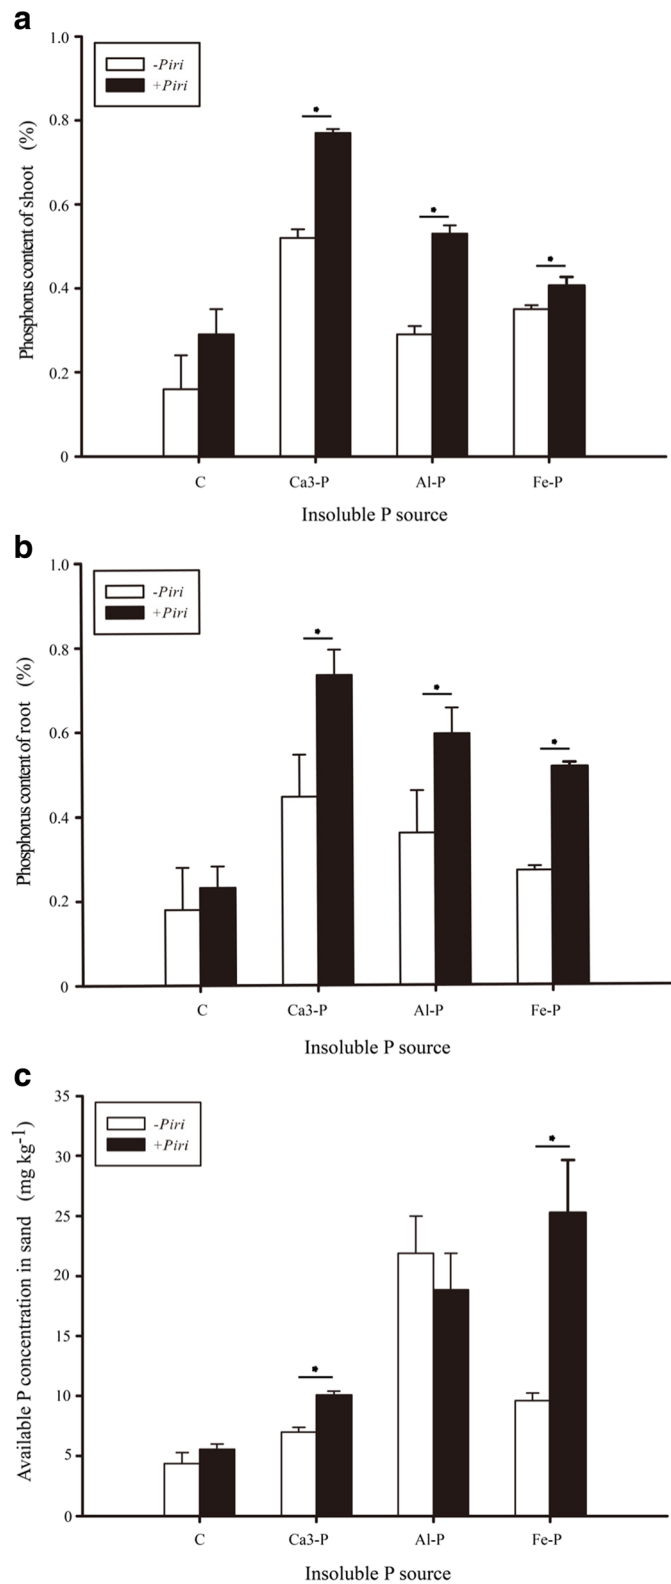 a
1.0
0.8
0.6
0.4
0.2
0
Phosphorus content of shoot (%)
-Piri
+Piri
*
*
*
C Ca3-P Al-P Fe-P
Insoluble P source
b
1.0
0.8
0.6
0.4
0.2
0
Phosphorus content of root (%)
-Piri
+Piri
*
*
*
C Ca3-P Al-P Fe-P
Insoluble P source
c
35
30
25
20
15
10
5
0
Available P concentration in sand (mg kg-1)
-Piri
+Piri
*
*
C Ca3-P Al-P Fe-P
Insoluble P source